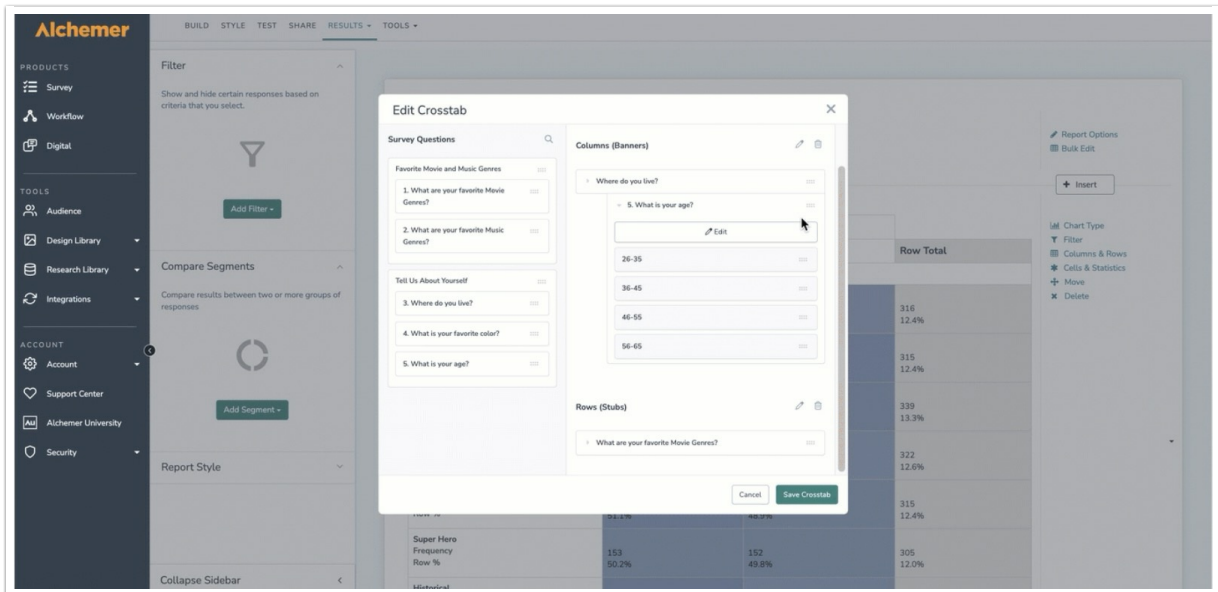 Alchemer
BUILD STYLE TEST SHARE RESULTS TOOLS
PRODUCTS
Survey
Workflow
Digital
TOOLS
Audience
Design Library
Research Library
Integrations
ACCOUNT
Account
Support Center
Au Alchemer University
Security
Filter
Show and hide certain responses based on
criteria that you select.
Add Filter
Compare Segments
Compare results between two or more groups of
responses
Add Segment
Report Style
Collapse Sidebar
Edit Crosstab
Survey Questions
Favorite Movie and Music Genres
1. What are your favorite Movie
Genres?
2. What are your favorite Music
Genres?
Tell Us About Yourself
3. Where do you live?
4. What is your favorite color?
5. What is your age?
Columns (Banners)
Where do you live?
5. What is your age?
Edit
26-35
36-45
46-55
56-65
Rows (Stubs)
What are your favorite Movie Genres?
Cancel Save Crosstab
Row Total
316
12.4%
315
12.4%
339
13.3%
322
12.6%
315
Row % 51.1% 48.9% 12.4%
Super Hero
Frequency 153 152 305
Row % 50.2% 49.8% 12.0%
Historical
Report Options
Bulk Edit
+ Insert
Chart Type
Filter
Columns & Rows
Cells & Statistics
Move
Delete